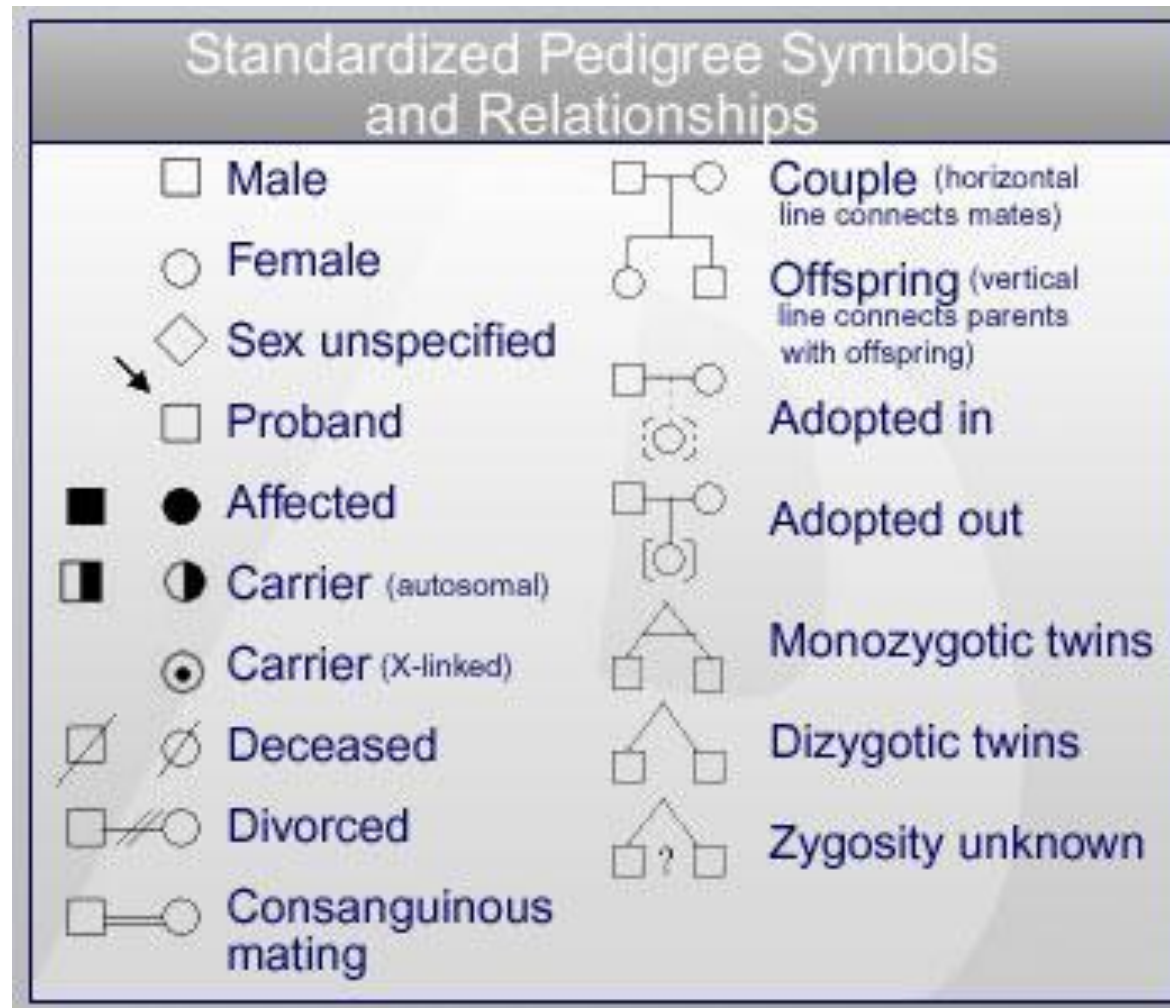 Standardized Pedigree Symbols
and Relationships
Male
Female
Sex unspecified
Proband
Affected
Carrier (autosomal)
Carrier (X-linked)
Deceased
Divorced
Consanguinous
mating
Couple (horizontal
line connects mates)
Offspring (vertical
line connects parents
with offspring)
Adopted in
Adopted out
Monozygotic twins
Dizygotic twins
?
Zygosity unknown